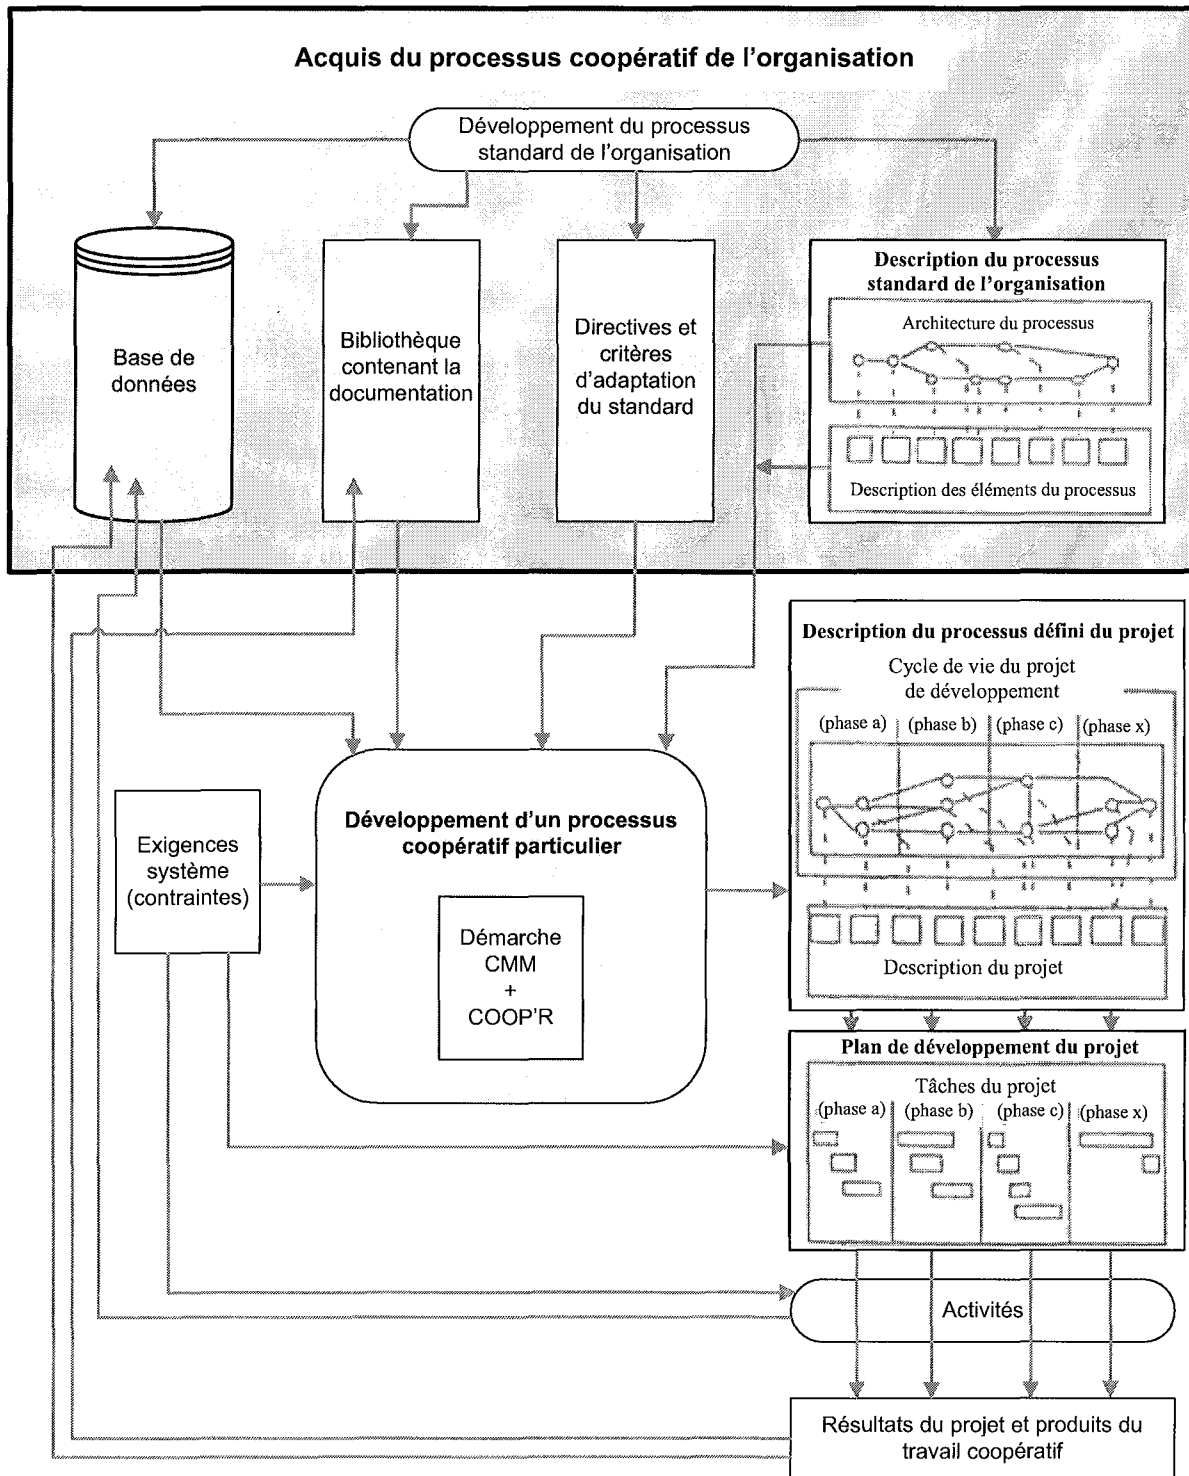 Acquis du processus coopératif de l'organisation
Développement du processus
standard de l'organisation
Base de
données
Bibliothèque
contenant la
documentation
Directives et
critères
d'adaptation
du standard
Description du processus
standard de l'organisation
Architecture du processus
Description des éléments du processus
Description du processus défini du projet
Cycle de vie du projet
de développement
(phase a)
(phase b)
(phase c)
(phase x)
Exigences
système
(contraintes)
Développement d'un processus
coopératif particulier
Démarche
CMM
+
COOP'R
Description du projet
Plan de développement du projet
Tâches du projet
(phase a)
(phase b)
(phase c)
(phase x)
Activités
Résultats du projet et produits du
travail coopératif